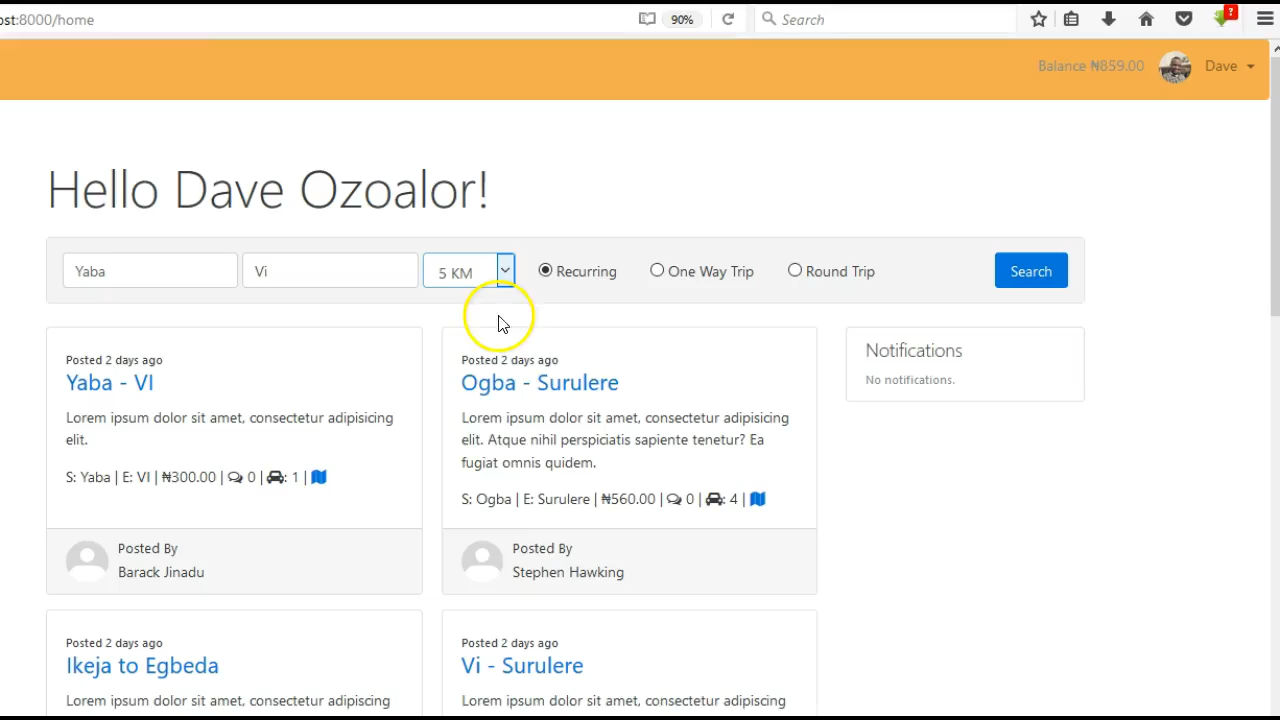 ost:8000/home
90%
Search
?
Balance ₦859.00
Dave
Hello Dave Ozoalor!
Yaba
Vi
5 KM
Recurring
One Way Trip
Round Trip
Search
Posted 2 days ago
Yaba - VI
Lorem ipsum dolor sit amet, consectetur adipisicing
elit.
S: Yaba | E: VI | ₦300.00 | 0 | : 1 |
Posted By
Barack Jinadu
Posted 2 days ago
Ogba - Surulere
Lorem ipsum dolor sit amet, consectetur adipisicing
elit. Atque nihil perspiciatis sapiente tenetur? Ea
fugiat omnis quidem.
S: Ogba | E: Surulere | ₦560.00 | 0 | : 4 |
Posted By
Stephen Hawking
Notifications
No notifications.
Posted 2 days ago
Ikeja to Egbeda
Lorem ipsum dolor sit amet, consectetur adipisicing
Posted 2 days ago
Vi - Surulere
Lorem ipsum dolor sit amet, consectetur adipisicing